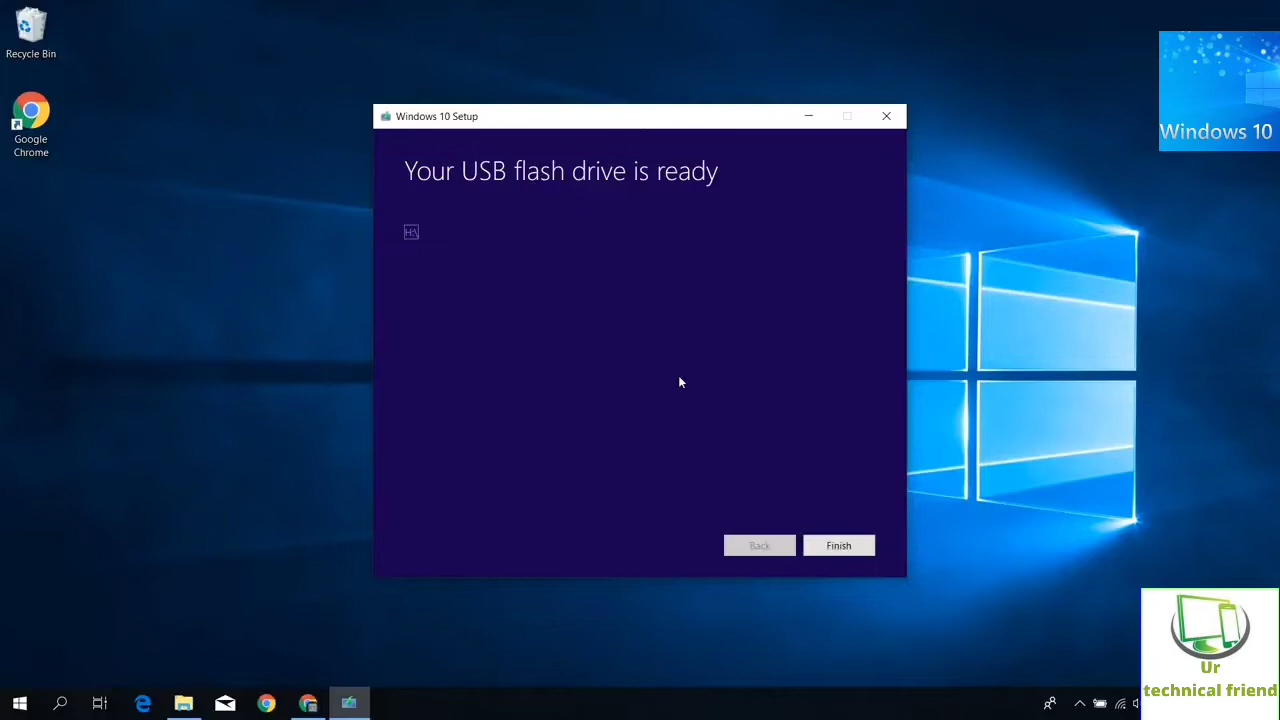 Recycle Bin
Google
Chrome
Windows 10 Setup
Your USB flash drive is ready
H:\
Back
Finish
Windows 10
Ur
technical friend